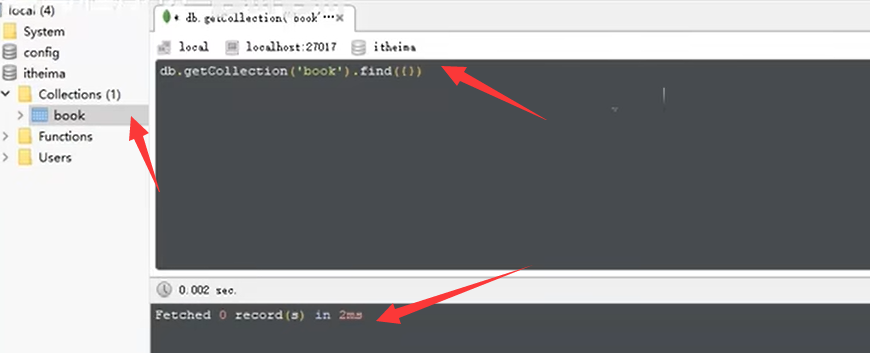 local (4)
System
config
itheima
Collections (1)
book
Functions
Users
* db.getCollection('book'...
local localhost:27017 itheima
db.getCollection('book').find({})
0.002 sec.
Fetched 0 record(s) in 2ms